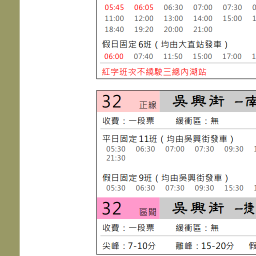 05:45 06:05 06:30 07:00 07:30
11:00 12:00 13:00 14:00 15:00
18:40 19:20 20:00 21:00
假日固定6班（均由大直站發車）
06:00 07:40 11:50 15:00 17:00
紅字班次不繞駛三總內湖站
32 正線 吳興街 –南
收費：一段票 緩衝區：無
平日固定11班（均由吳興街發車）
05:30 06:30 07:00 07:30 09:30
21:30
假日固定9班（均由吳興街發車）
05:30 06:30 07:30 09:30 15:30
32 區間 吳興街 –捷
收費：一段票 緩衝區：無
尖峰：7-10分 離峰：15-20分 假